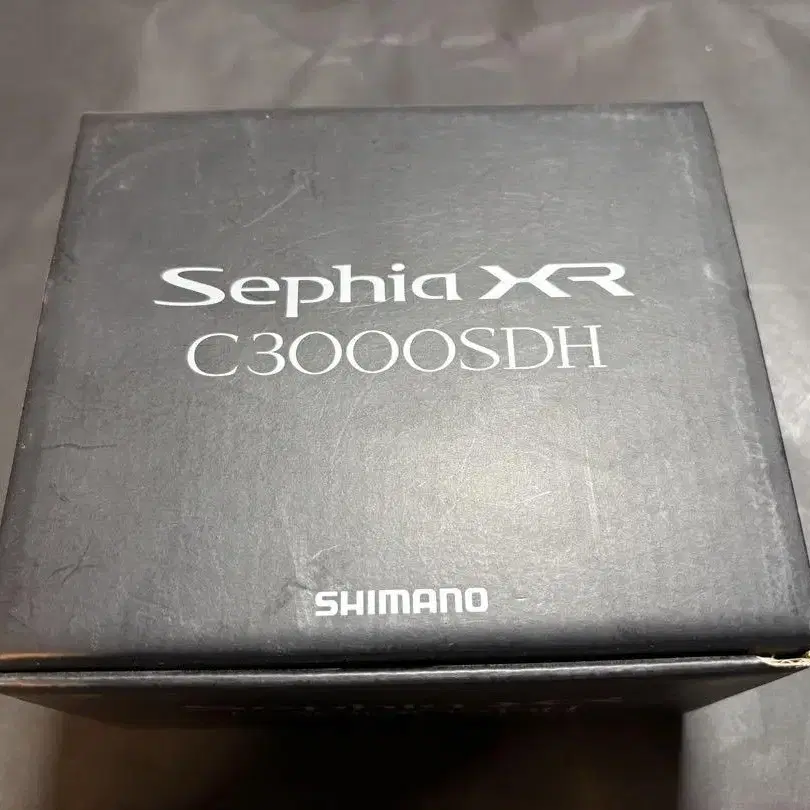 Sephia XR
C3000SDH
SHIMANO